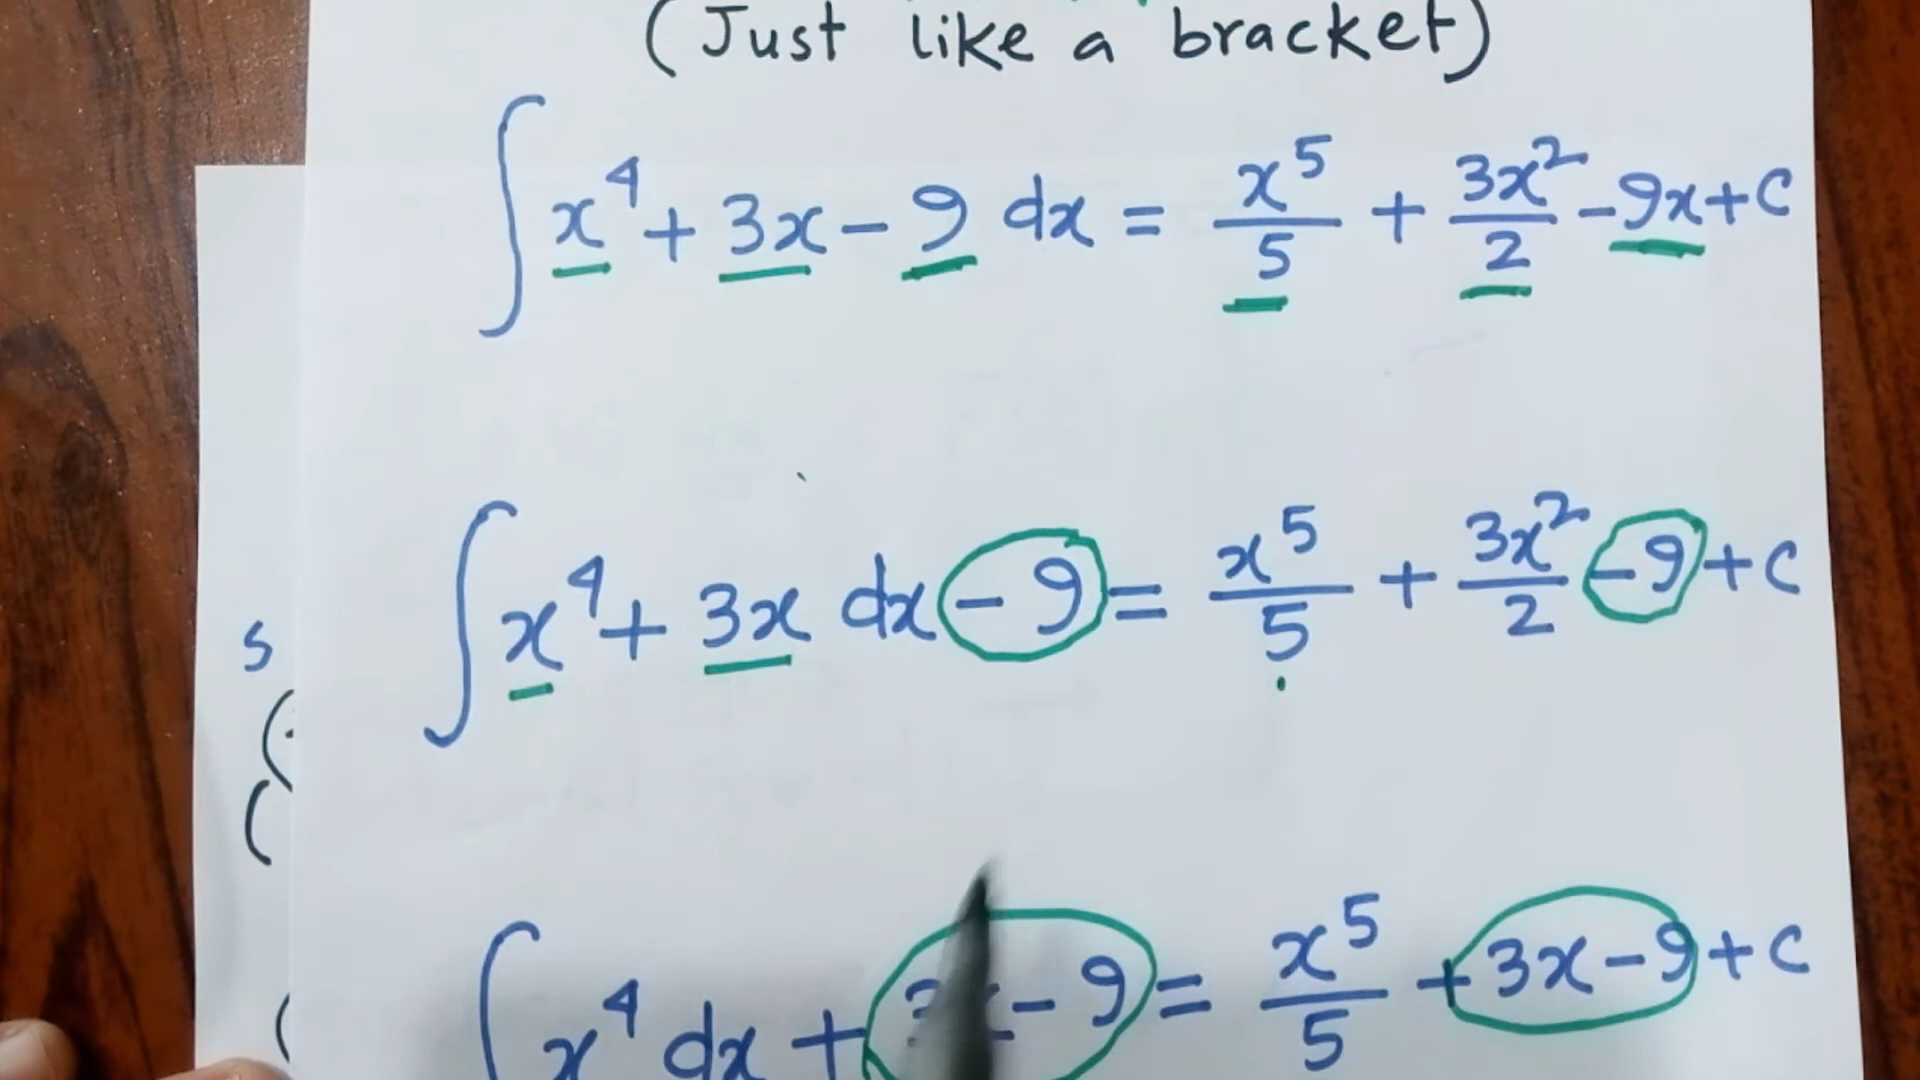 (Just like a bracket)
∫ x⁴ + 3x - 9 dx = x⁵/5 + 3x²/2 - 9x + c
∫ x⁴ + 3x dx - 9 = x⁵/5 + 3x²/2 - 9 + c
s
(
(
(
∫ x⁴ dx + - 9 = x⁵/5 + 3x - 9 + c